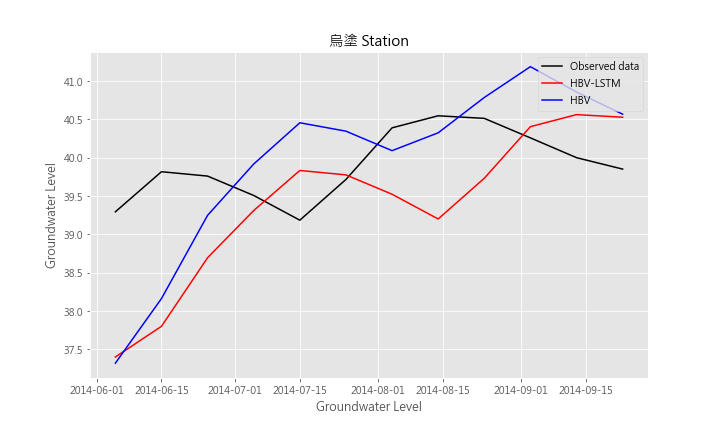 烏塗 Station
Observed data
HBV-LSTM
HBV
Groundwater Level
41.0
40.5
40.0
39.5
39.0
38.5
38.0
37.5
2014-06-01 2014-06-15 2014-07-01 2014-07-15 2014-08-01 2014-08-15 2014-09-01 2014-09-15
Groundwater Level